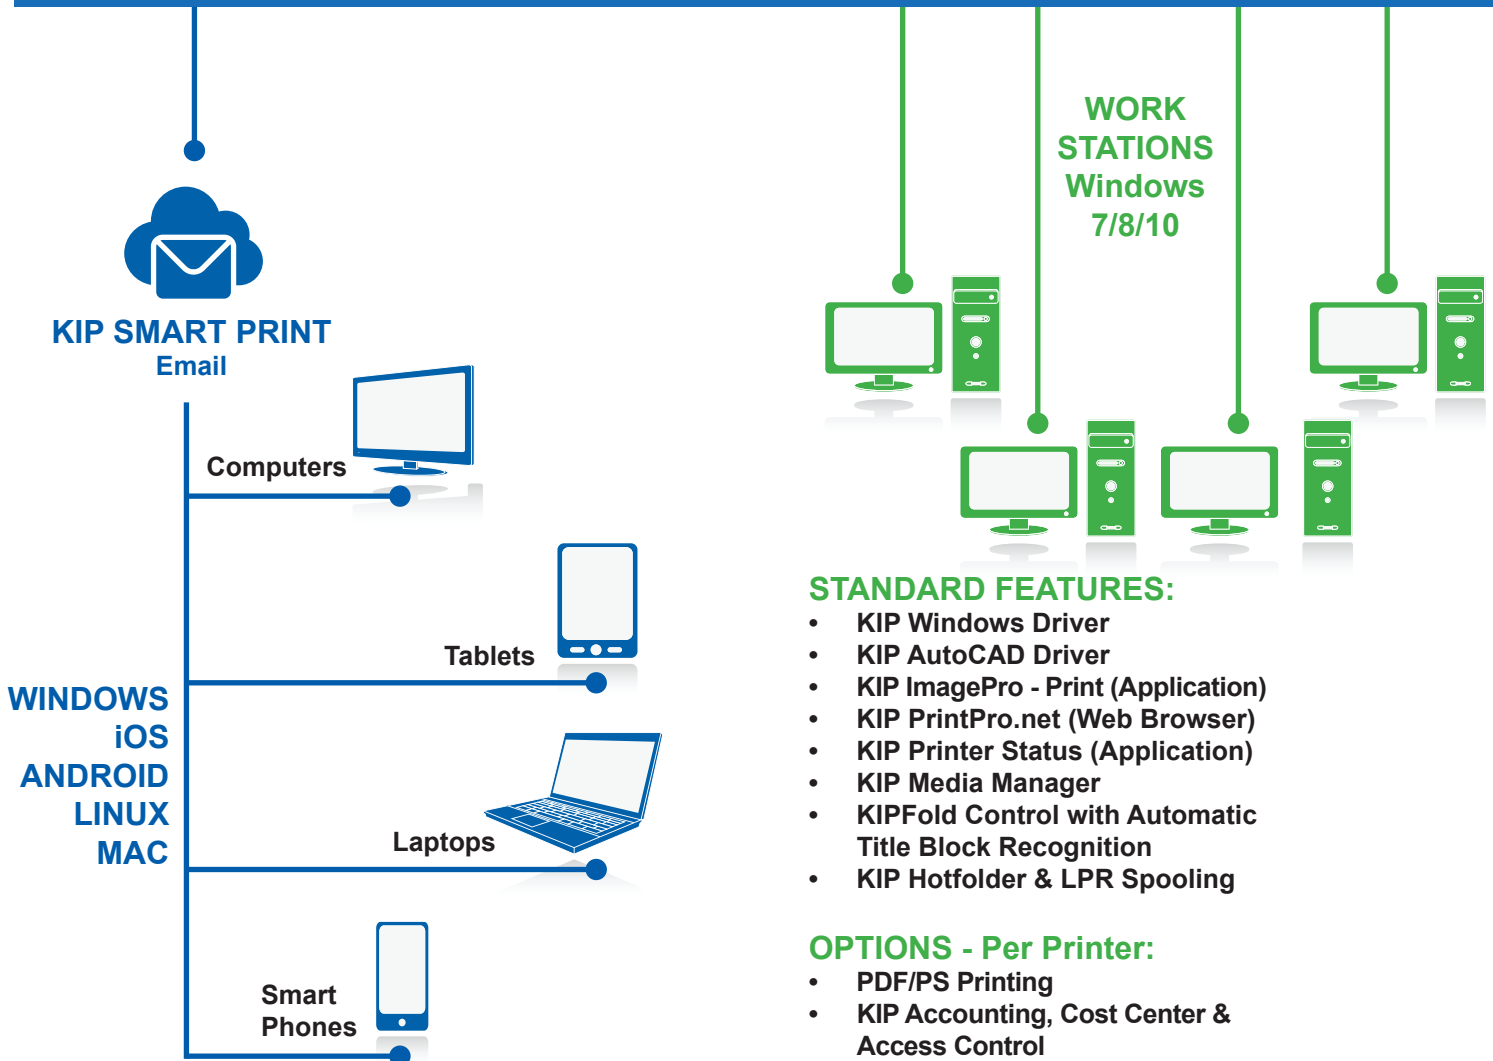 KIP SMART PRINT
Email
Computers
Tablets
WINDOWS
iOS
ANDROID
LINUX
MAC
Laptops
Smart
Phones
WORK
STATIONS
Windows
7/8/10
STANDARD FEATURES:
• KIP Windows Driver
• KIP AutoCAD Driver
• KIP ImagePro - Print (Application)
• KIP PrintPro.net (Web Browser)
• KIP Printer Status (Application)
• KIP Media Manager
• KIPFold Control with Automatic
Title Block Recognition
• KIP Hotfolder & LPR Spooling
OPTIONS - Per Printer:
• PDF/PS Printing
• KIP Accounting, Cost Center &
Access Control